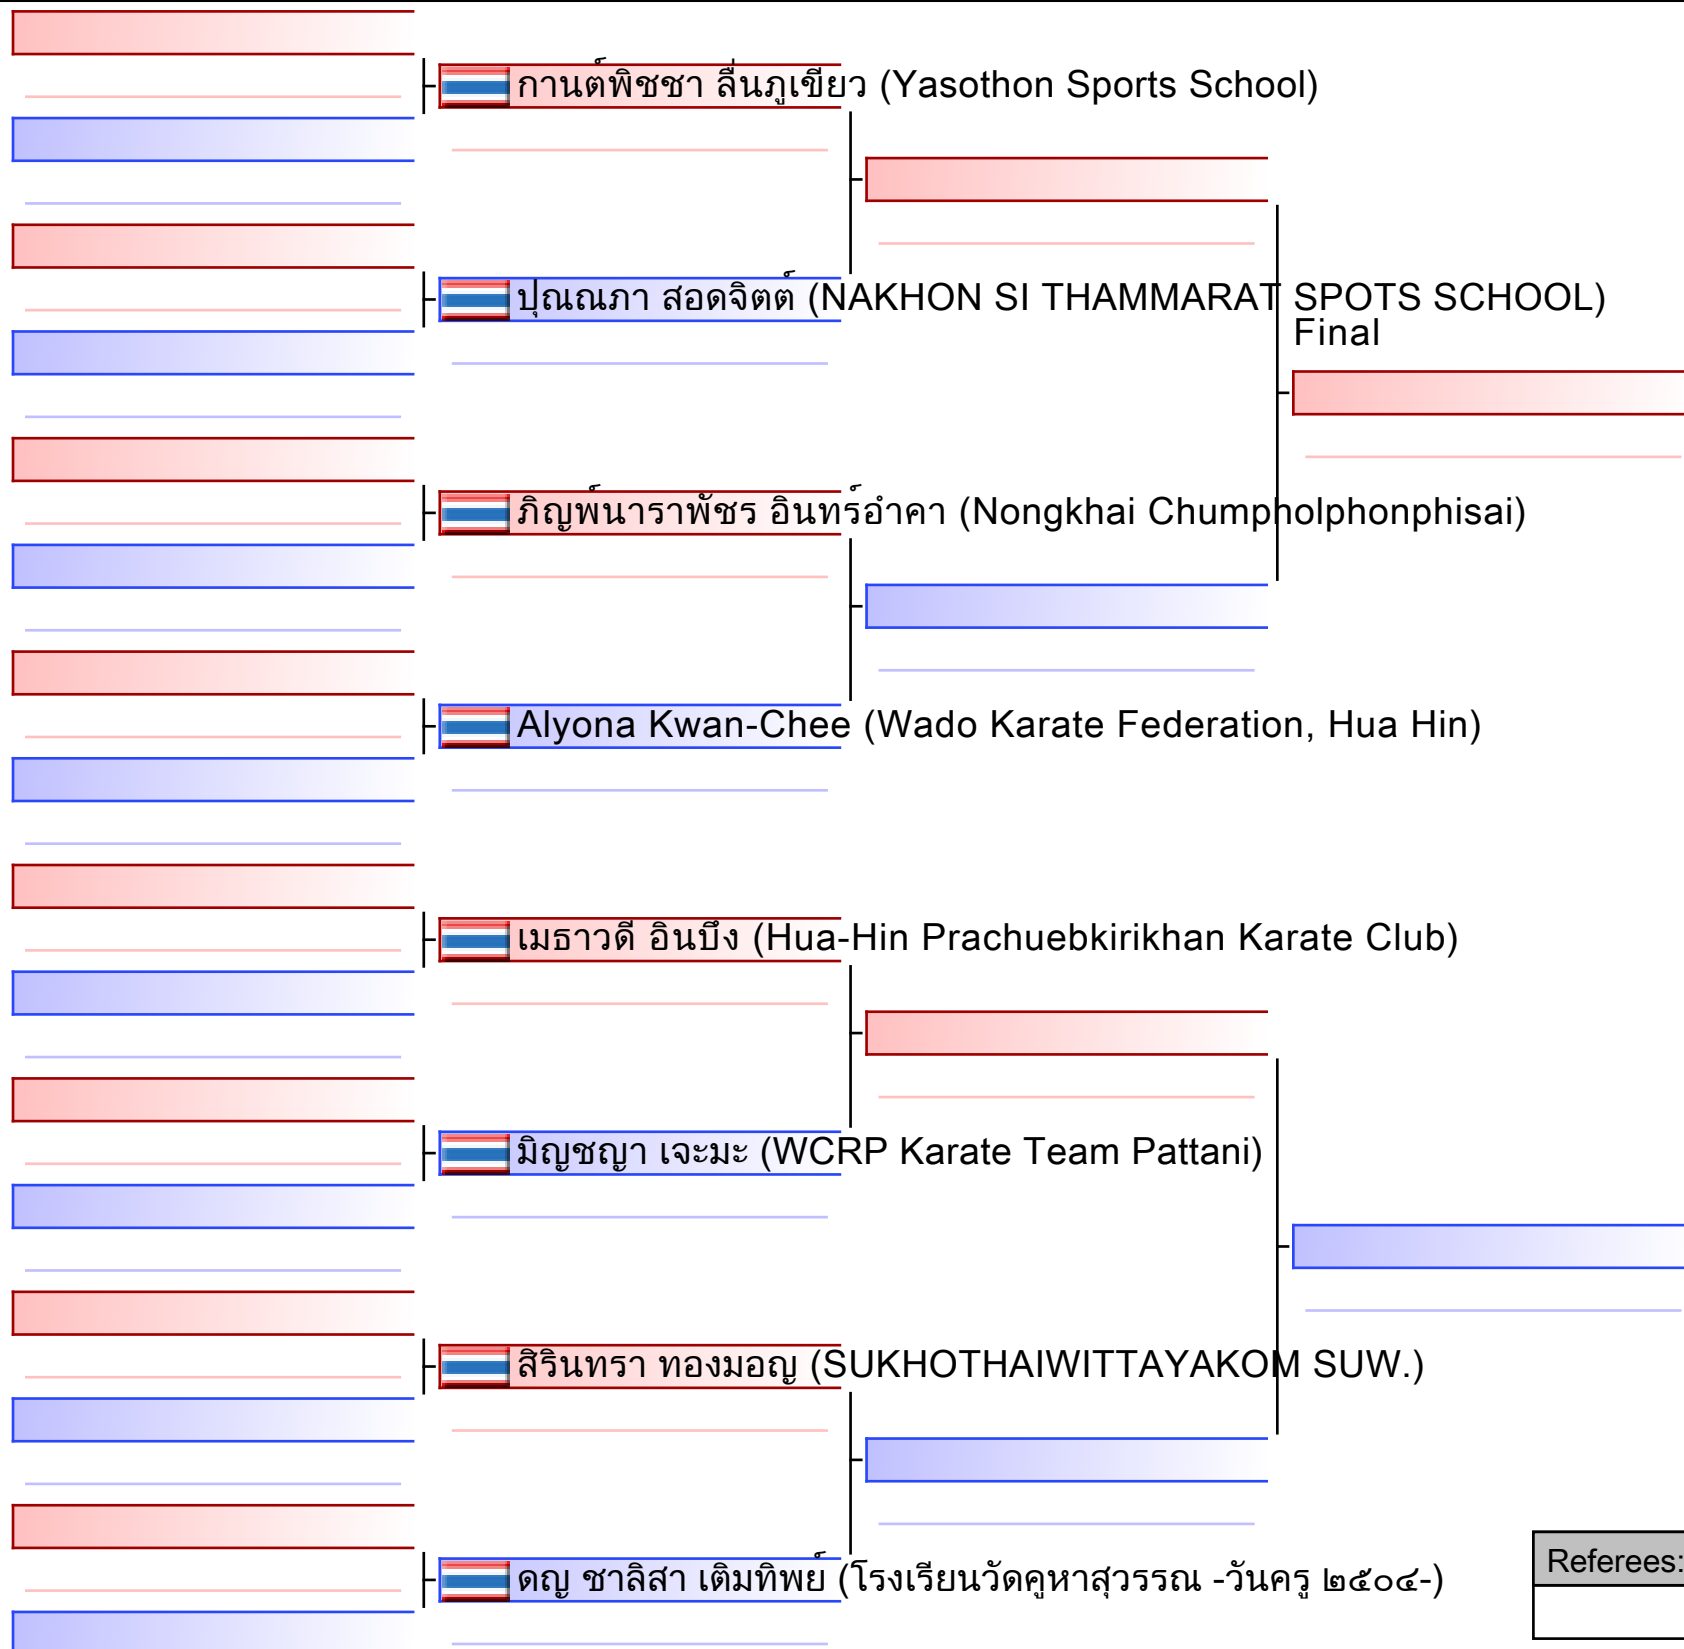 กานต์พิชชา ลื่นภูเขียว (Yasothon Sports School)
ปุณณภา สอดจิตต์ (NAKHON SI THAMMARAT SPOTS SCHOOL)
Final
ภิญพ์นาราพัชร อินทร์อำคา (Nongkhai Chumpholphonphisai)
Alyona Kwan-Chee (Wado Karate Federation, Hua Hin)
เมธาวดี อินบึง (Hua-Hin Prachuebkirikhan Karate Club)
มิญชญา เจะมะ (WCRP Karate Team Pattani)
สิรินทรา ทองมอญ (SUKHOTHAIWITTAYAKOM SUW.)
Referees:
ดญ ชาลิสา เติมทิพย์ (โรงเรียนวัดคูหาสุวรรณ -วันครู ๒๕๐๔-)